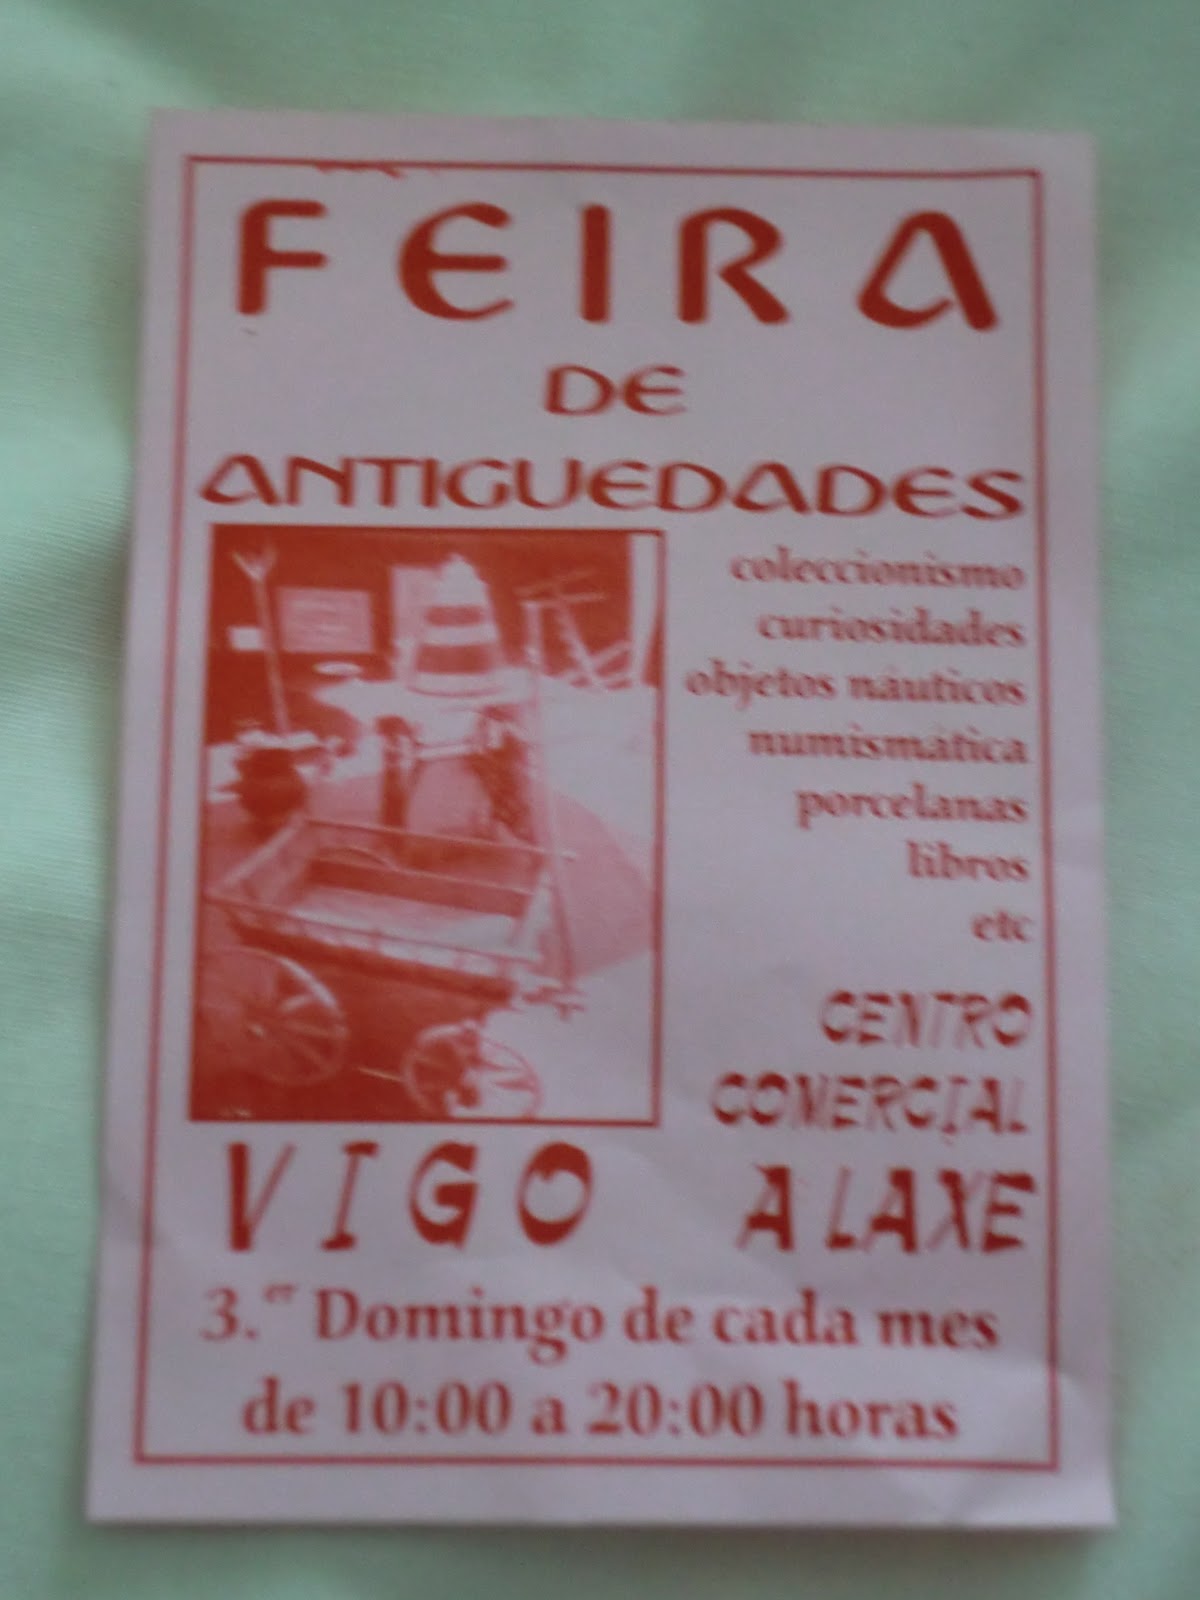 FEIRA
DE
ANTIGUEDADES
coleccionismo
curiosidades
objetos náuticos
numismática
porcelanas
libros
etc
CENTRO
COMERCIAL
A LAXE
VIGO
3.er Domingo de cada mes
de 10:00 a 20:00 horas